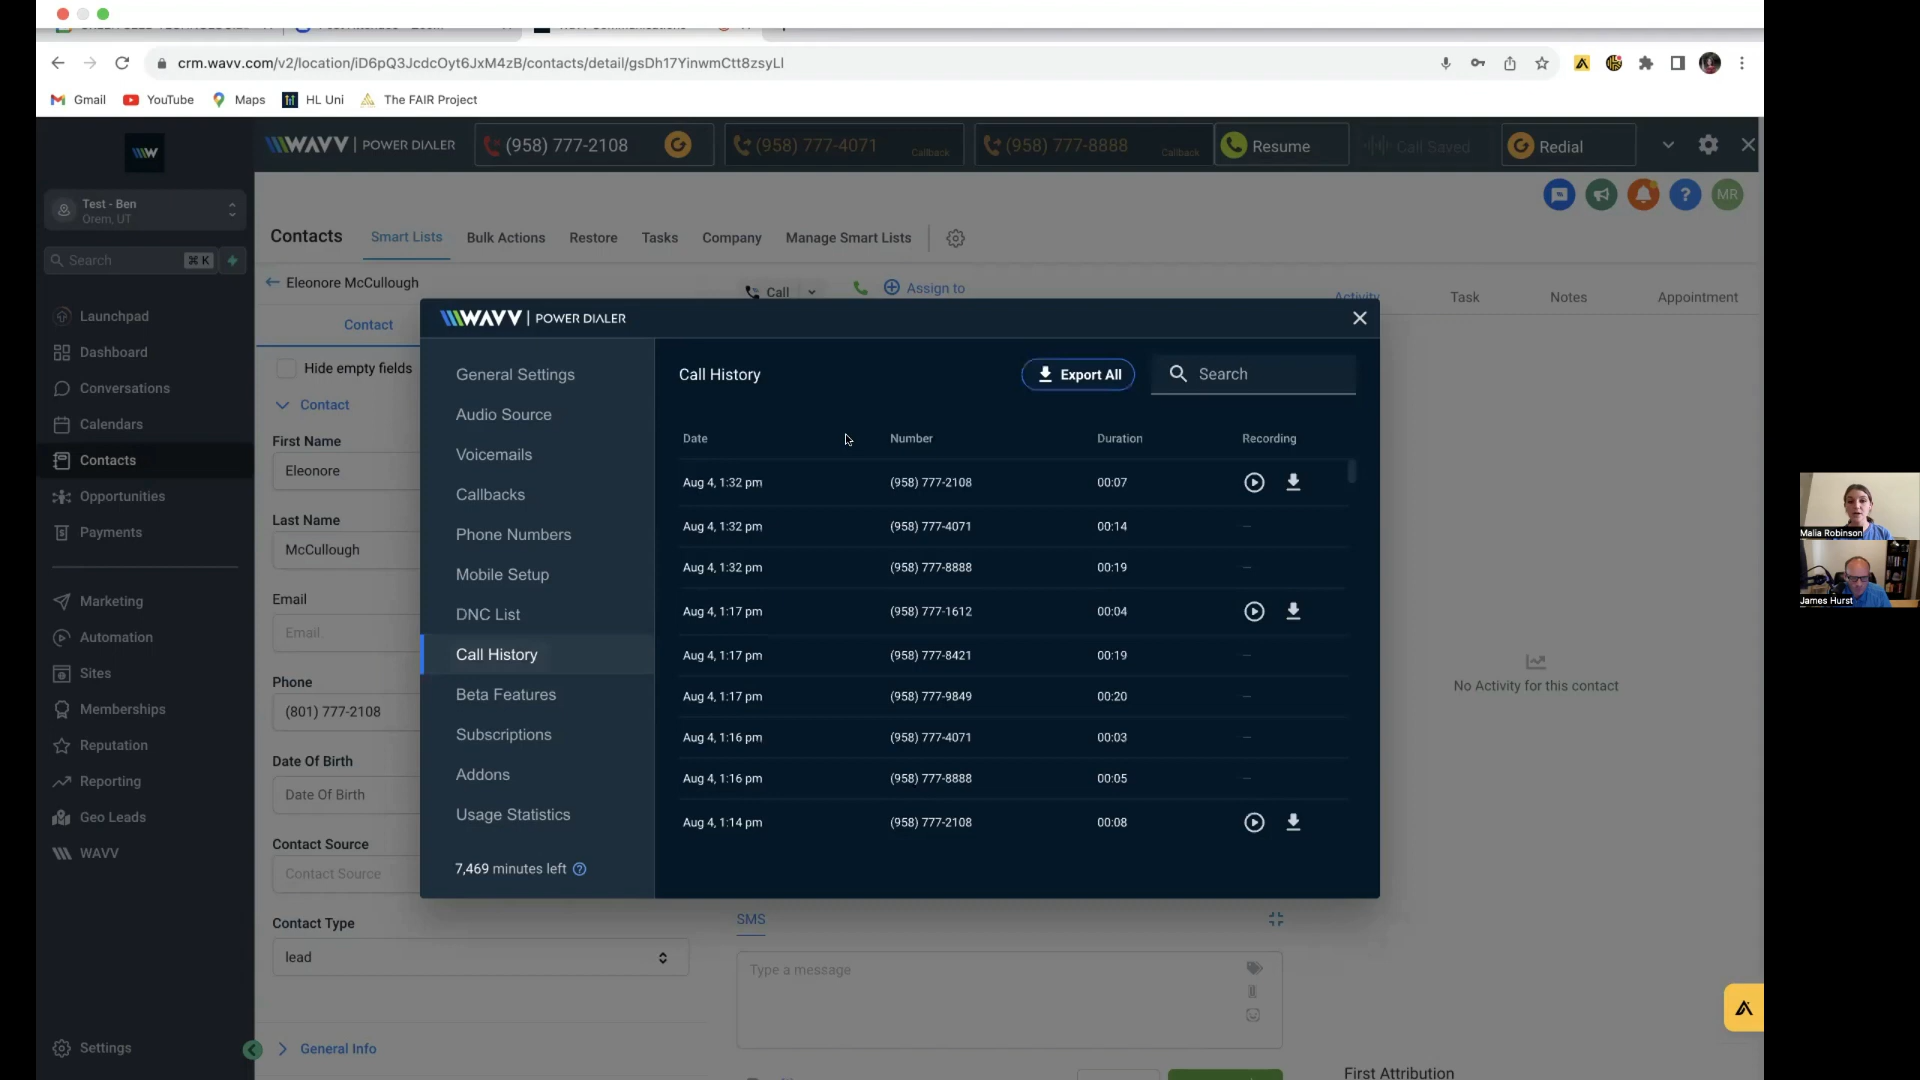 crm.wavv.com/v2/location/iD6pQ3JcdcOyt6JxM4zB/contacts/detail/gsDh17YinwmCtt8zsyLl
Gmail YouTube Maps HL Uni The FAIR Project
WAVV | POWER DIALER (958) 777-2108 (958) 777-4071 Callback (958) 777-8888 Callback Resume Call Saved Redial
Test - Ben
Orem, UT
MR
Search ⌘ K
Contacts Smart Lists Bulk Actions Restore Tasks Company Manage Smart Lists
Eleonore McCullough
Call Assign to
Activity Task Notes Appointment
Launchpad
Dashboard
Conversations
Calendars
Contacts
Opportunities
Payments
Marketing
Automation
Sites
Memberships
Reputation
Reporting
Geo Leads
WAVV
Settings
Contact
Hide empty fields
Contact
First Name
Eleonore
Last Name
McCullough
Email
Email
Phone
(801) 777-2108
Date Of Birth
Date Of Birth
Contact Source
Contact Source
Contact Type
lead
General Info
WAVV | POWER DIALER
General Settings
Audio Source
Voicemails
Callbacks
Phone Numbers
Mobile Setup
DNC List
Call History
Beta Features
Subscriptions
Addons
Usage Statistics
7,469 minutes left
Call History Export All Search
Date Number Duration Recording
Aug 4, 1:32 pm (958) 777-2108 00:07
Aug 4, 1:32 pm (958) 777-4071 00:14 —
Aug 4, 1:32 pm (958) 777-8888 00:19 —
Aug 4, 1:17 pm (958) 777-1612 00:04
Aug 4, 1:17 pm (958) 777-8421 00:19 —
Aug 4, 1:17 pm (958) 777-9849 00:20 —
Aug 4, 1:16 pm (958) 777-4071 00:03 —
Aug 4, 1:16 pm (958) 777-8888 00:05 —
Aug 4, 1:14 pm (958) 777-2108 00:08
No Activity for this contact
SMS
Type a message
First Attribution
Malia Robinson
James Hurst